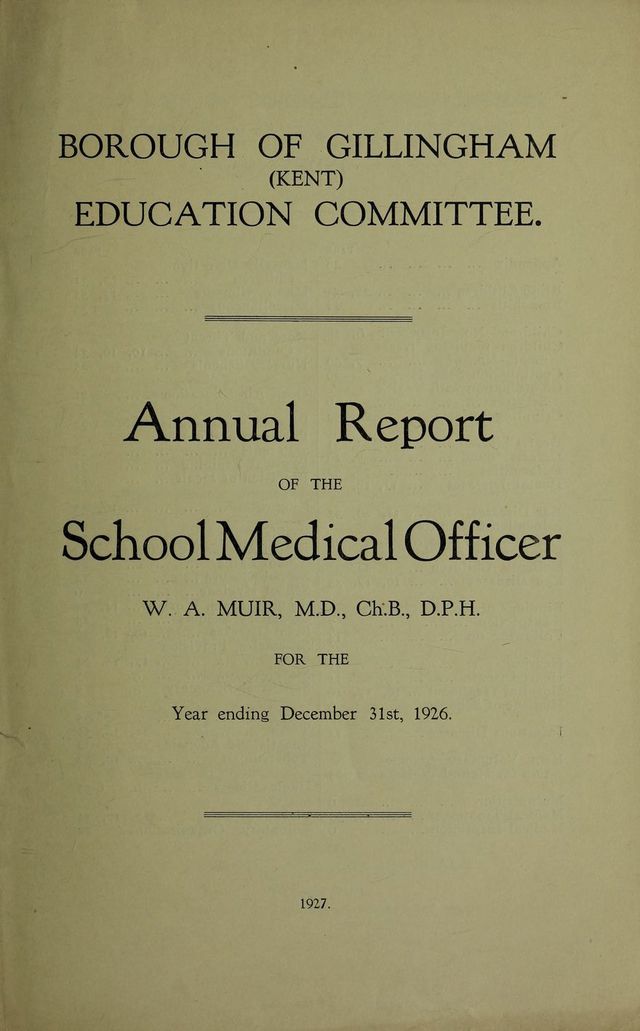 BOROUGH OF GILLINGHAM
(KENT)
EDUCATION COMMITTEE.
Annual Report
OF THE
School Medical Officer
W. A. MUIR, M.D., Ch.B., D.P.H.
FOR THE
Year ending December 31st, 1926.
1927.